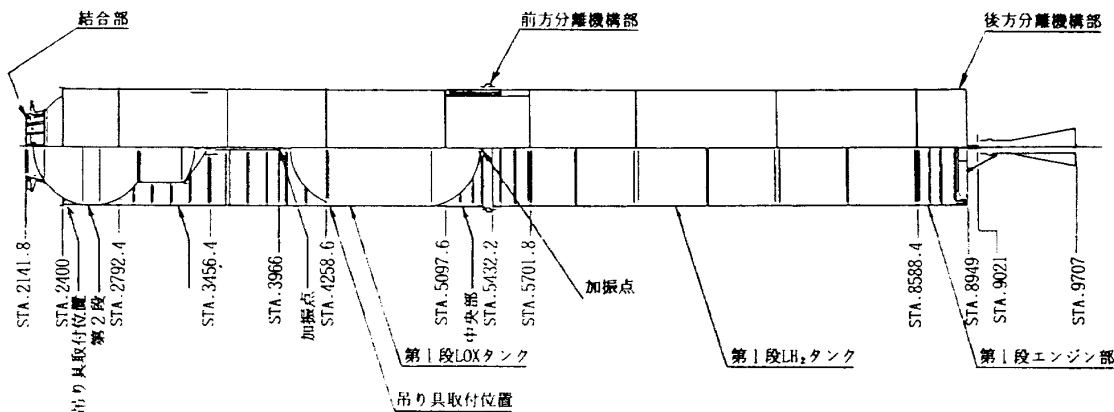 結合部
前方分離機構部
後方分離機構部
STA.2141.8
STA.2400
吊り具取付位置
第2段
STA.2792.4
STA.3456.4
STA.3966
加振点
STA.4258.6
STA.5097.6
中央部
STA.5432.2
STA.5701.8
加振点
STA.8588.4
STA.8949
STA.9021
STA.9707
第1段LOXタンク
第1段LH₂タンク
第1段エンジン部
吊り具取付位置